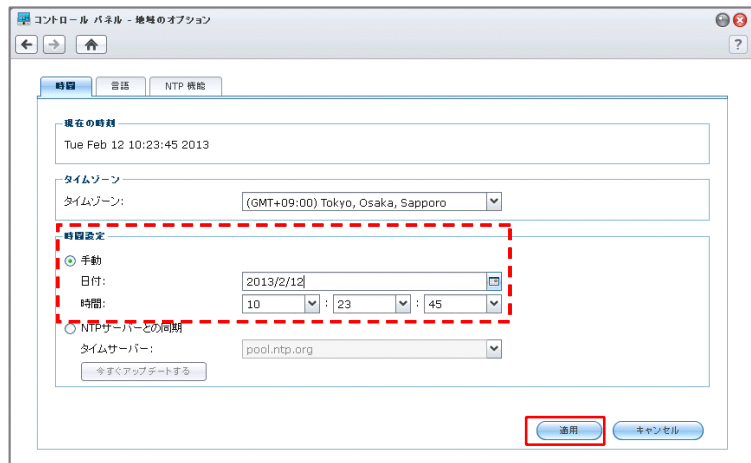 コントロール パネル - 地域のオプション
?
時間 言語 NTP 機能
現在の時刻
Tue Feb 12 10:23:45 2013
タイムゾーン
タイムゾーン: (GMT+09:00) Tokyo, Osaka, Sapporo
時間設定
手動
日付: 2013/2/12
時間: 10 : 23 : 45
NTPサーバーとの同期
タイムサーバー: pool.ntp.org
今すぐアップデートする
適用 キャンセル